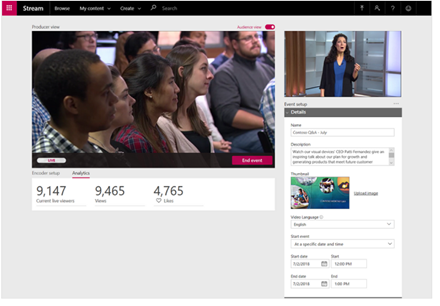 Stream Browse My content Create Search
Producer view
Audience view
LIVE
End event
Encoder setup Analytics
9,147
Current live viewers
9,465
Views
4,765
Likes
Event setup
Details
Name
Contoso Q&A - July
Description
Watch our visual devices' CEO Patti Fernandez give an
inspiring talk about our plan for growth and
generating products that meet future customer
Thumbnail
Upload image
Video Language
English
Start event
At a specific date and time
Start date Start
7/2/2018 12:00 PM
End date End
7/2/2018 1:00 PM